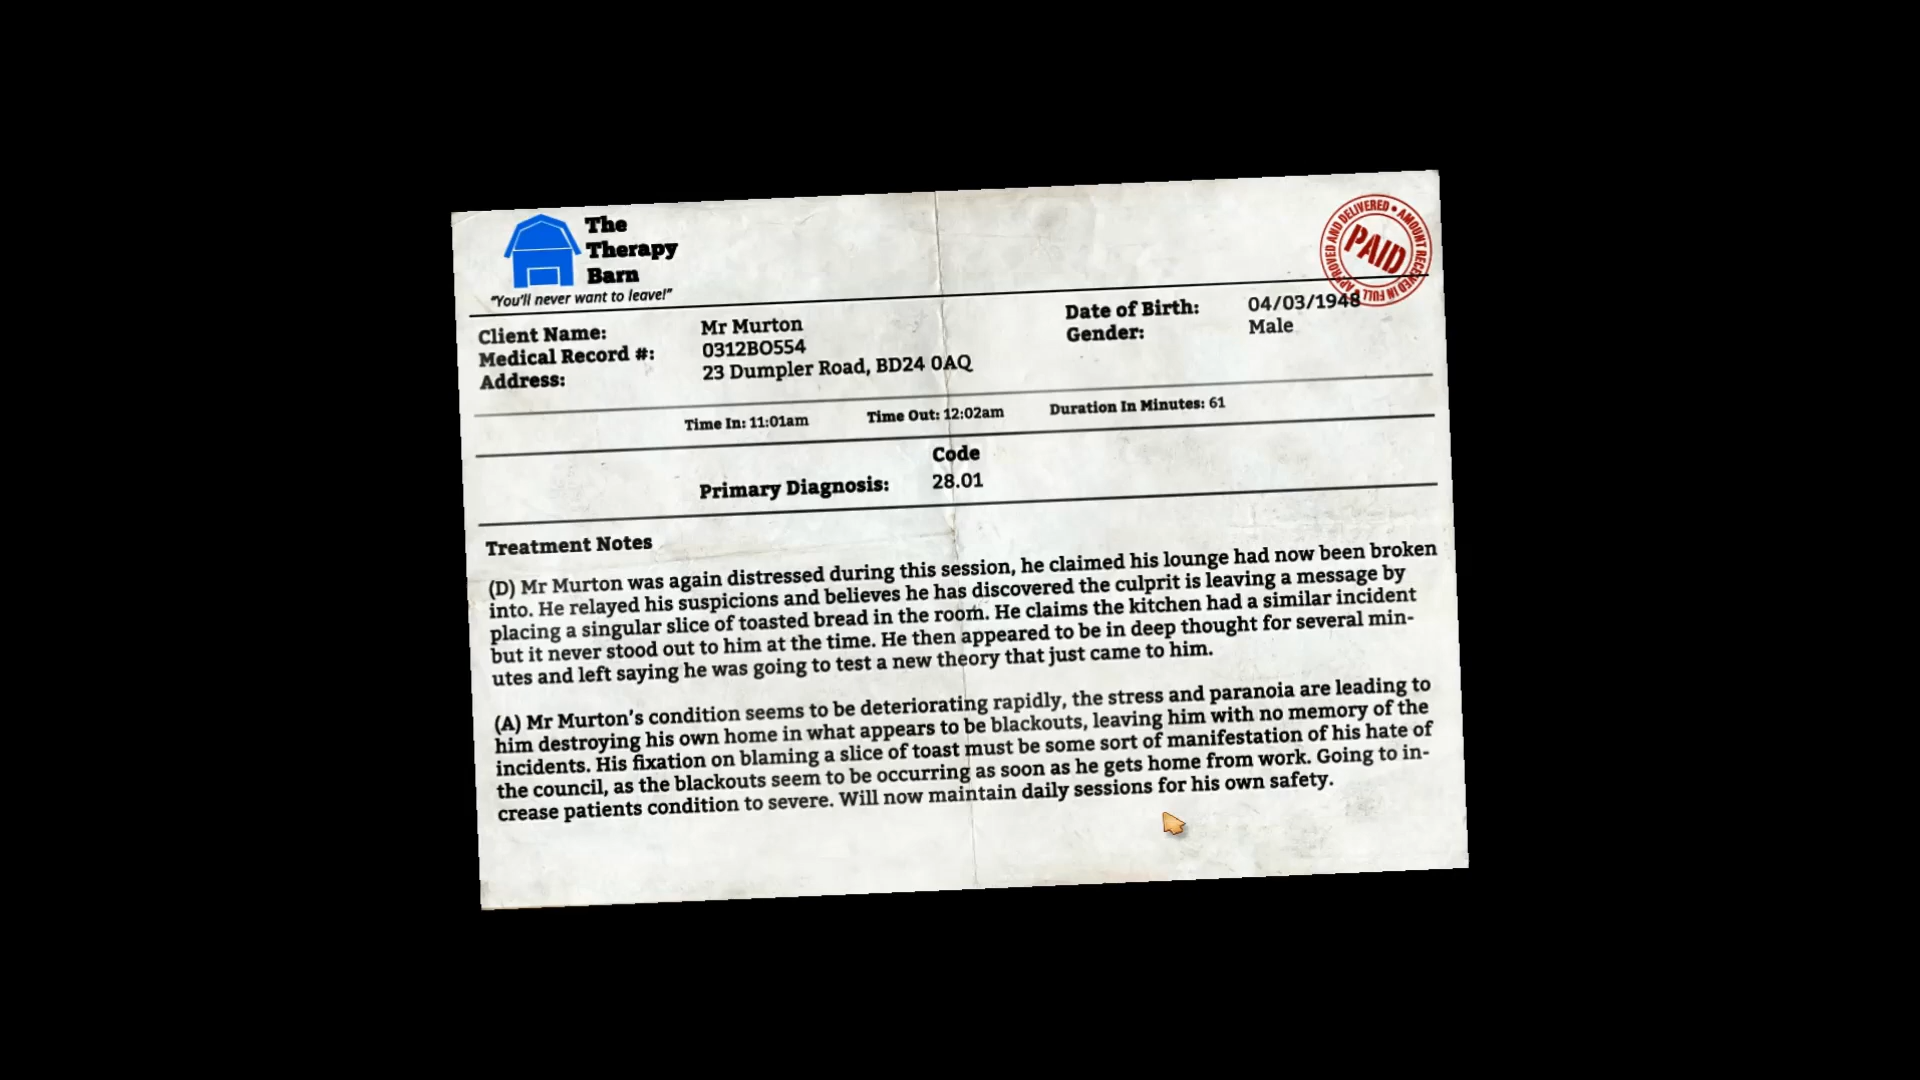 The
Therapy
Barn
"You'll never want to leave!"
APPROVED AND DELIVERED • AMOUNT RECEIVED IN FULL
PAID
Client Name: Mr Murton
Medical Record #: 0312BO554
Address: 23 Dumpler Road, BD24 0AQ
Date of Birth: 04/03/1948
Gender: Male
Time In: 11:01am Time Out: 12:02am Duration In Minutes: 61
Code
Primary Diagnosis: 28.01
Treatment Notes
(D) Mr Murton was again distressed during this session, he claimed his lounge had now been broken
into. He relayed his suspicions and believes he has discovered the culprit is leaving a message by
placing a singular slice of toasted bread in the room. He claims the kitchen had a similar incident
but it never stood out to him at the time. He then appeared to be in deep thought for several min-
utes and left saying he was going to test a new theory that just came to him.
(A) Mr Murton's condition seems to be deteriorating rapidly, the stress and paranoia are leading to
him destroying his own home in what appears to be blackouts, leaving him with no memory of the
incidents. His fixation on blaming a slice of toast must be some sort of manifestation of his hate of
the council, as the blackouts seem to be occurring as soon as he gets home from work. Going to in-
crease patients condition to severe. Will now maintain daily sessions for his own safety.